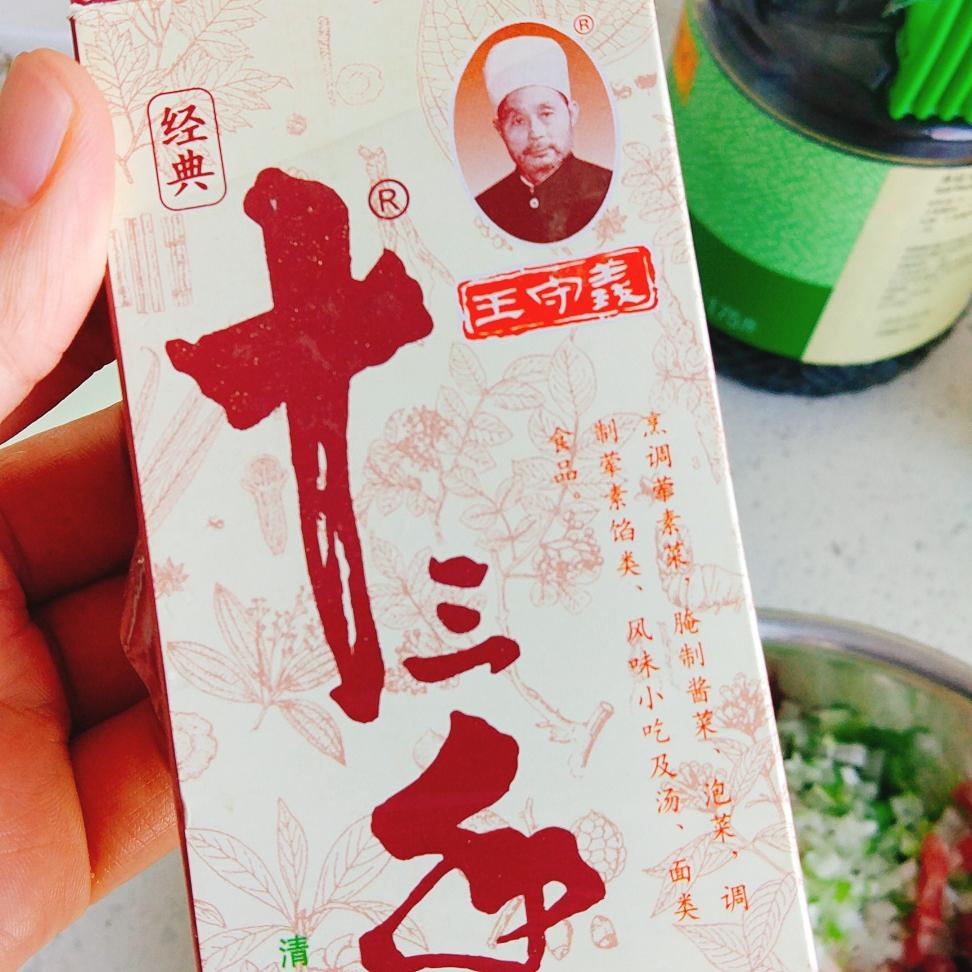 经典
十三香®
®
王守義
烹调荤素菜，腌制酱菜、泡菜，调
制荤素馅类、风味小吃及汤、面类
食品。
清